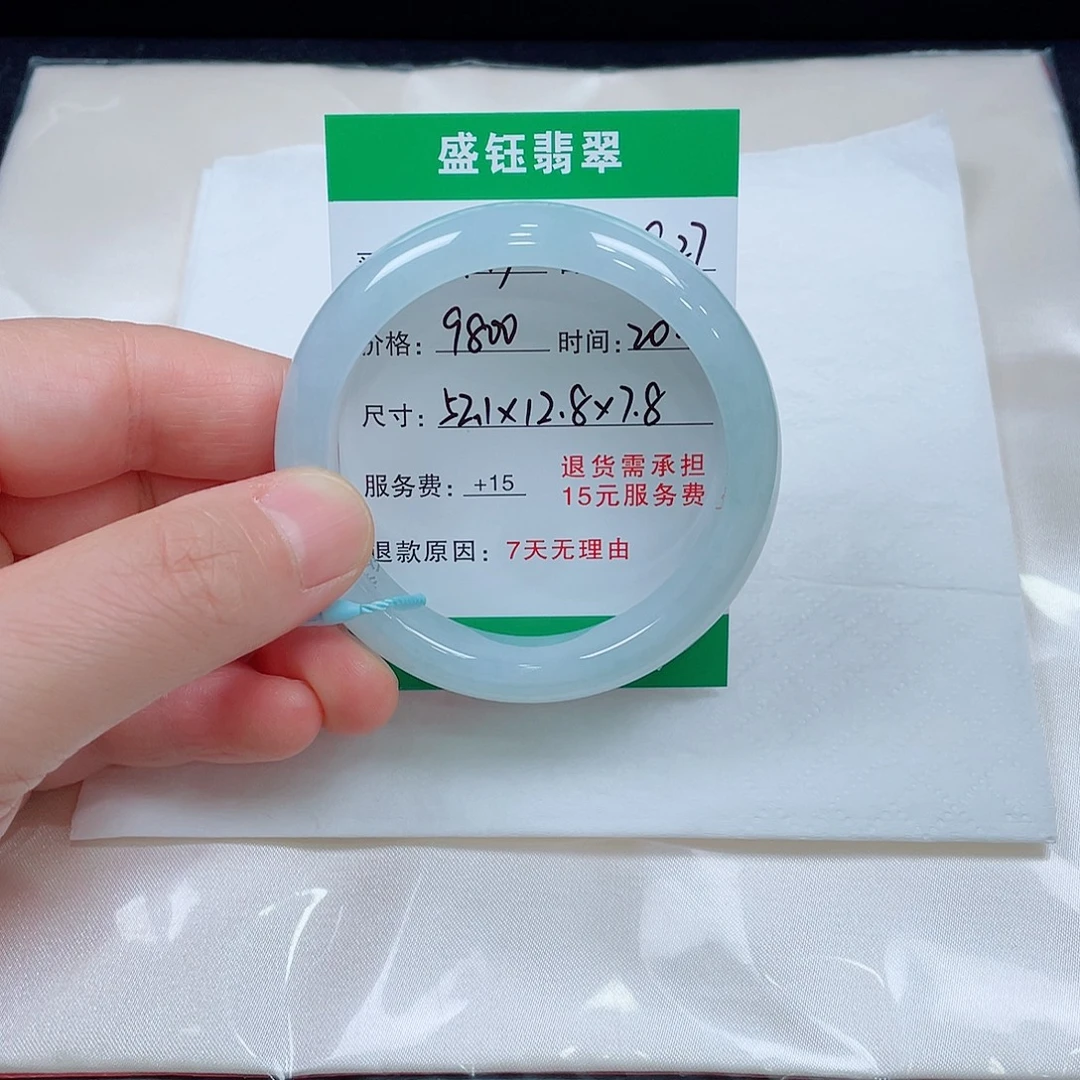 盛钰翡翠
27
价格: 9800 时间: 20
尺寸: 52.1×12.8×7.8
服务费: +15 退货需承担
15元服务费
退款原因: 7天无理由